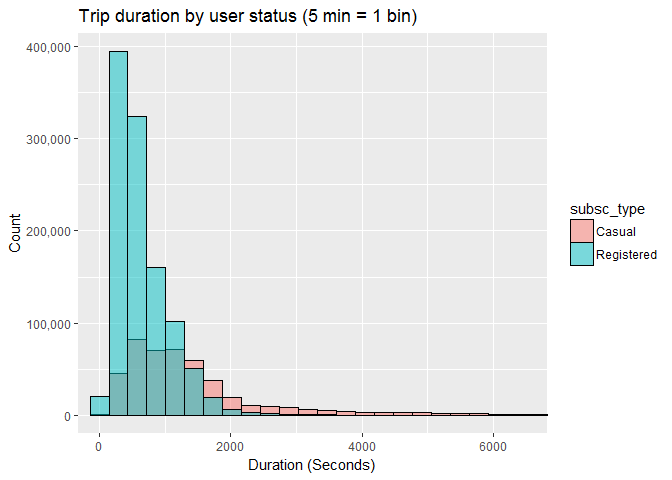 Trip duration by user status (5 min = 1 bin)
400,000
300,000
200,000
100,000
0
Count
0 2000 4000 6000
Duration (Seconds)
subsc_type
Casual
Registered